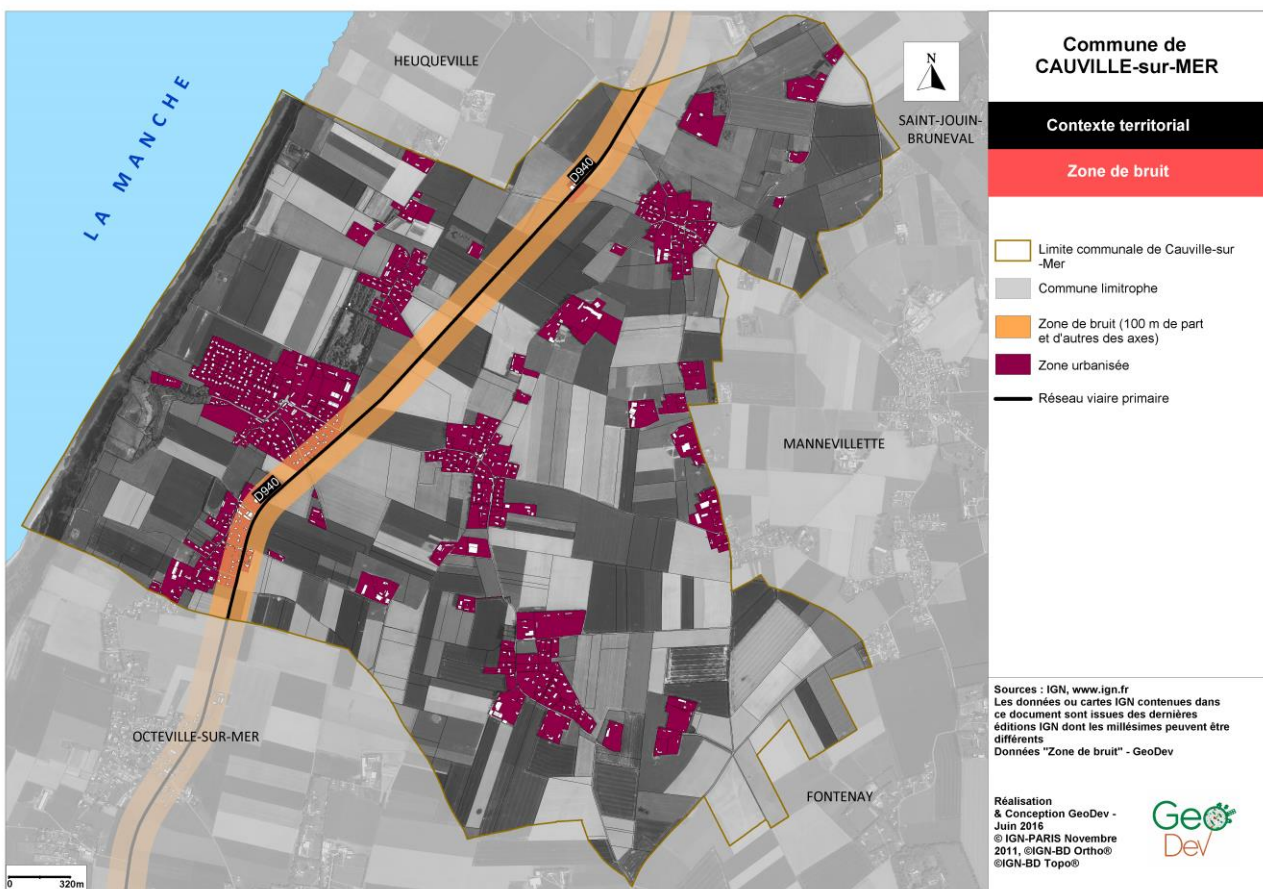 Commune de
CAUVILLE-sur-MER
Contexte territorial
Zone de bruit
Limite communale de Cauville-sur
-Mer
Commune limitrophe
Zone de bruit (100 m de part
et d'autres des axes)
Zone urbanisée
Réseau viaire primaire
Sources : IGN, www.ign.fr
Les données ou cartes IGN contenues dans
ce document sont issues des dernières
éditions IGN dont les millésimes peuvent être
différents
Données "Zone de bruit" - GeoDev
Réalisation
& Conception GeoDev -
Juin 2016
© IGN-PARIS Novembre
2011, ©IGN-BD Ortho®
©IGN-BD Topo®
GeoDev
LA MANCHE
HEUQUEVILLE
N
SAINT-JOUIN-
BRUNEVAL
D940
MANNEVILLETTE
D940
OCTEVILLE-SUR-MER
FONTENAY
0 320m